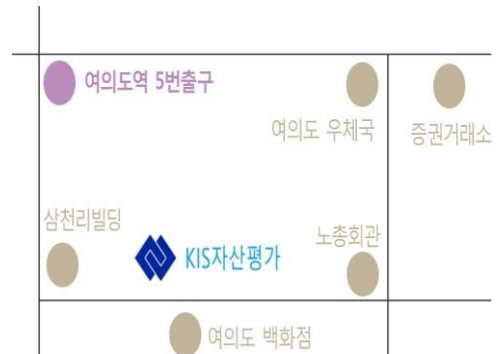 여의도역 5번출구
여의도 우체국
증권거래소
삼천리빌딩
노총회관
KIS자산평가
여의도 백화점